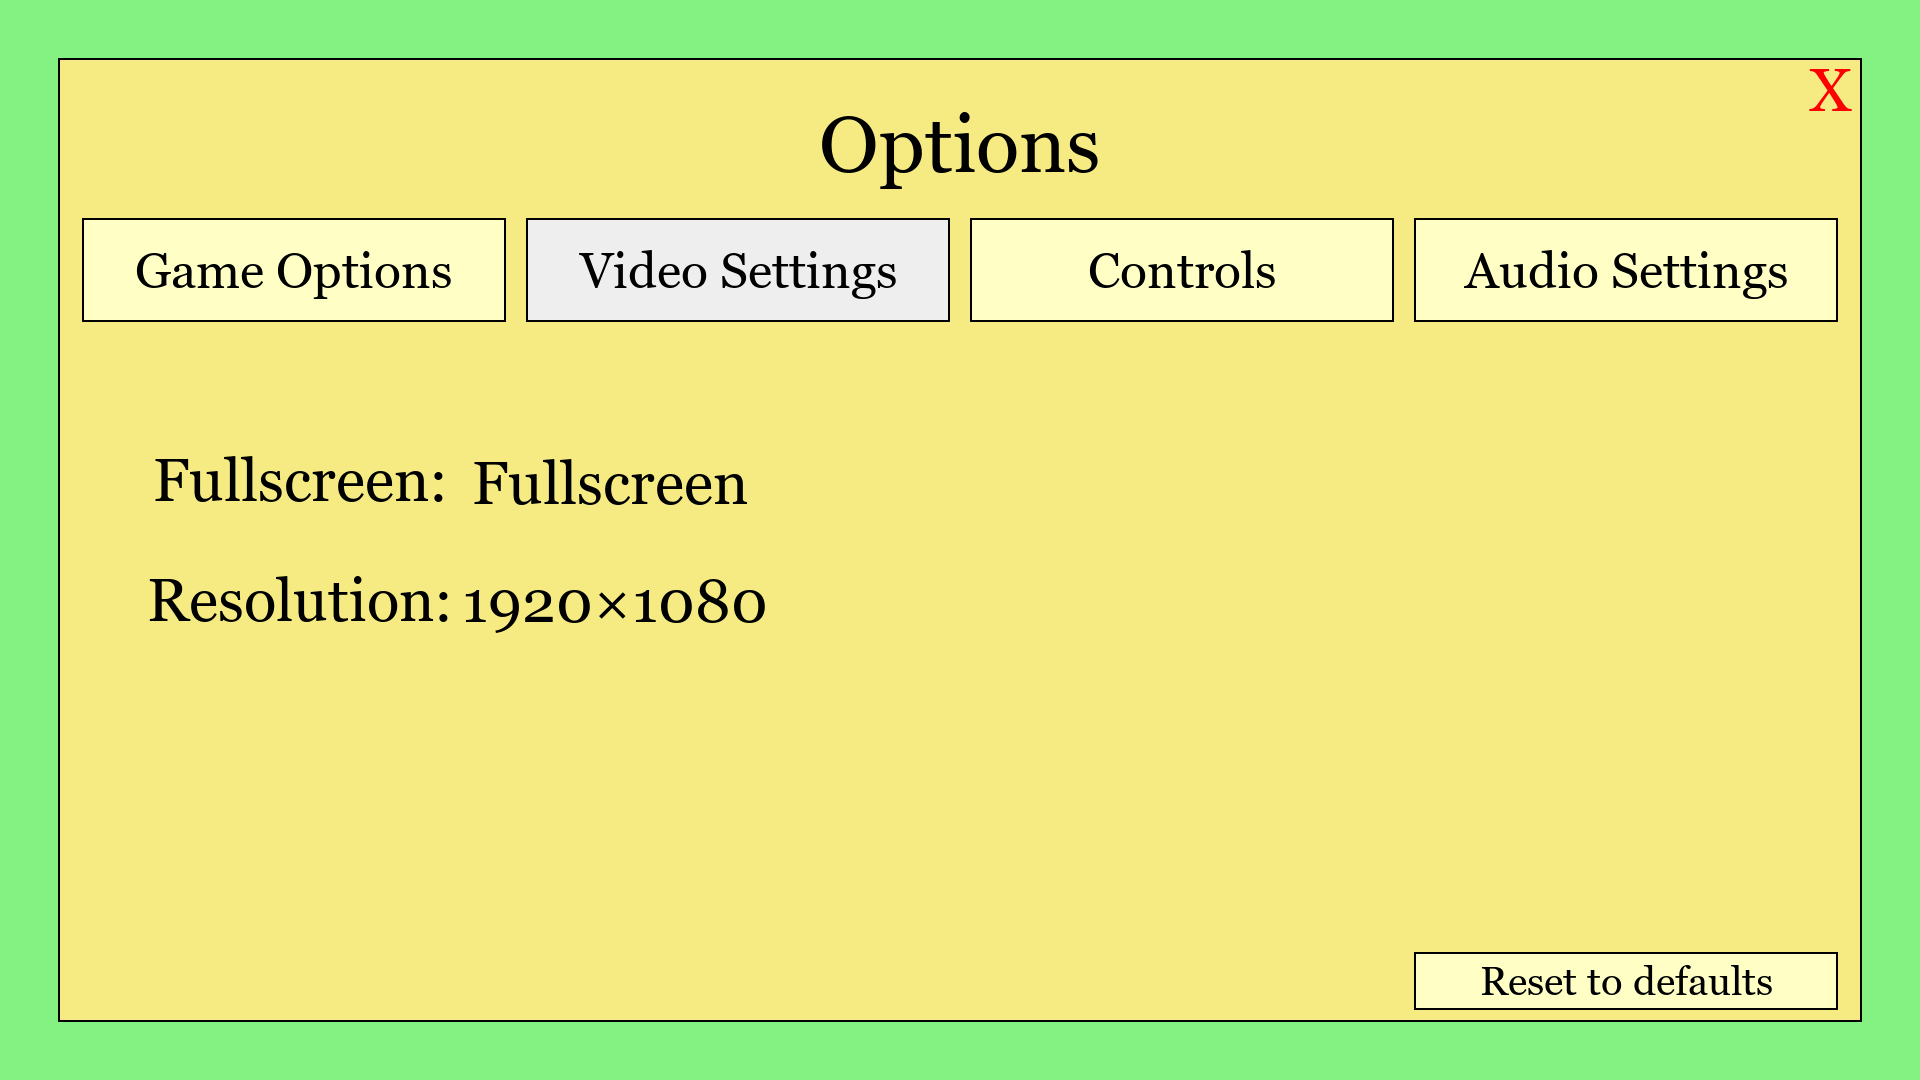 X
Options
Game Options Video Settings Controls Audio Settings
Fullscreen: Fullscreen
Resolution: 1920×1080
Reset to defaults